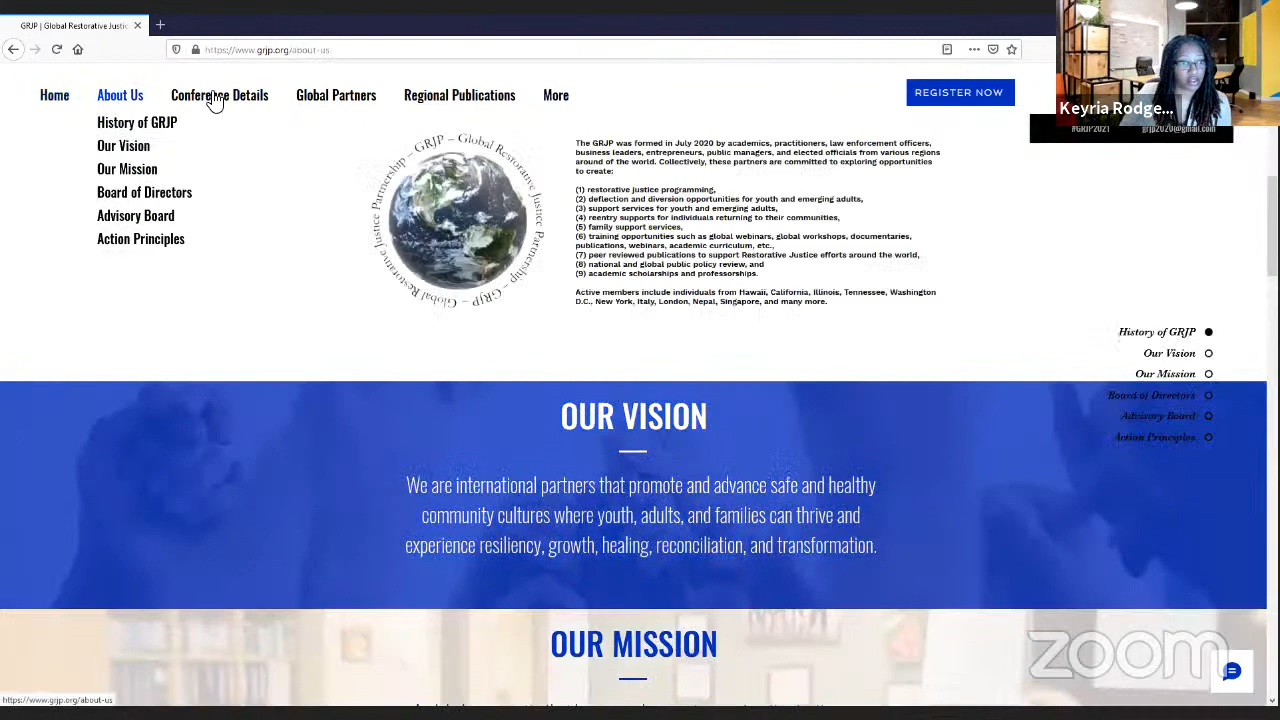 GRJP | Global Restorative Justic
https://www.grjp.org/about-us
Home About Us Conference Details Global Partners Regional Publications More
REGISTER NOW
Keyria Rodge...
#GRJP2021 grjp2020@gmail.com
History of GRJP
Our Vision
Our Mission
Board of Directors
Advisory Board
Action Principles
GRJP – Global Restorative Justice Partnership – GRJP – Global Restorative Justice Partnership –
The GRJP was formed in July 2020 by academics, practitioners, law enforcement officers,
business leaders, entrepreneurs, public managers, and elected officials from various regions
around of the world. Collectively, these partners are committed to exploring opportunities
to create:
(1) restorative justice programming,
(2) deflection and diversion opportunities for youth and emerging adults,
(3) support services for youth and emerging adults,
(4) reentry supports for individuals returning to their communities,
(5) family support services,
(6) training opportunities such as global webinars, global workshops, documentaries,
publications, webinars, academic curriculum, etc.,
(7) peer reviewed publications to support Restorative Justice efforts around the world,
(8) national and global public policy review, and
(9) academic scholarships and professorships.
Active members include individuals from Hawaii, California, Illinois, Tennessee, Washington
D.C., New York, Italy, London, Nepal, Singapore, and many more.
History of GRJP
Our Vision
Our Mission
Board of Directors
Advisory Board
Action Principles
OUR VISION
We are international partners that promote and advance safe and healthy
community cultures where youth, adults, and families can thrive and
experience resiliency, growth, healing, reconciliation, and transformation.
OUR MISSION
zoom
https://www.grjp.org/about-us